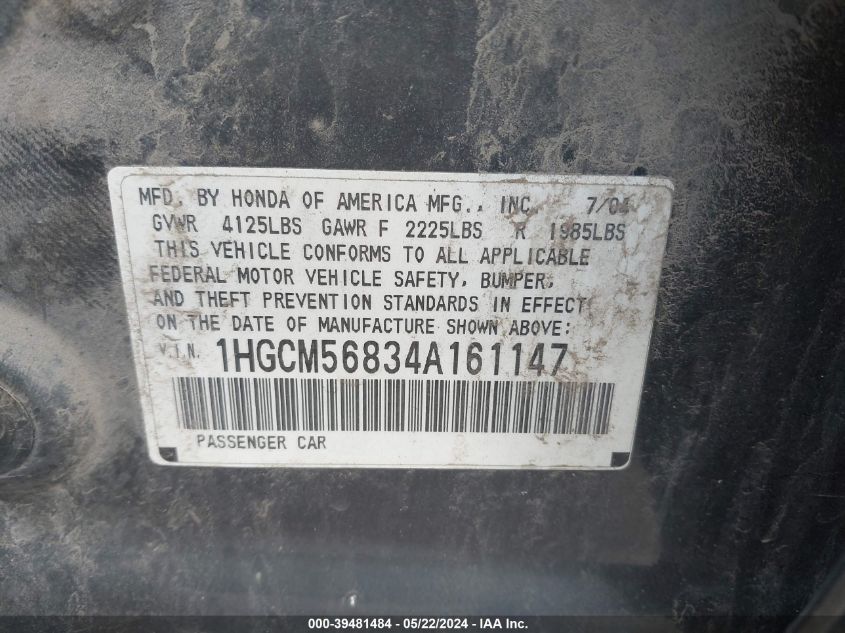 MFD. BY HONDA OF AMERICA MFG., INC. 7/04
GVWR 4125LBS GAWR F 2225LBS R 1985LBS
THIS VEHICLE CONFORMS TO ALL APPLICABLE
FEDERAL MOTOR VEHICLE SAFETY, BUMPER,
AND THEFT PREVENTION STANDARDS IN EFFECT
ON THE DATE OF MANUFACTURE SHOWN ABOVE:
V.I.N. 1HGCM56834A161147
PASSENGER CAR
000-39481484 / 05/22/2024 — IAA Inc.